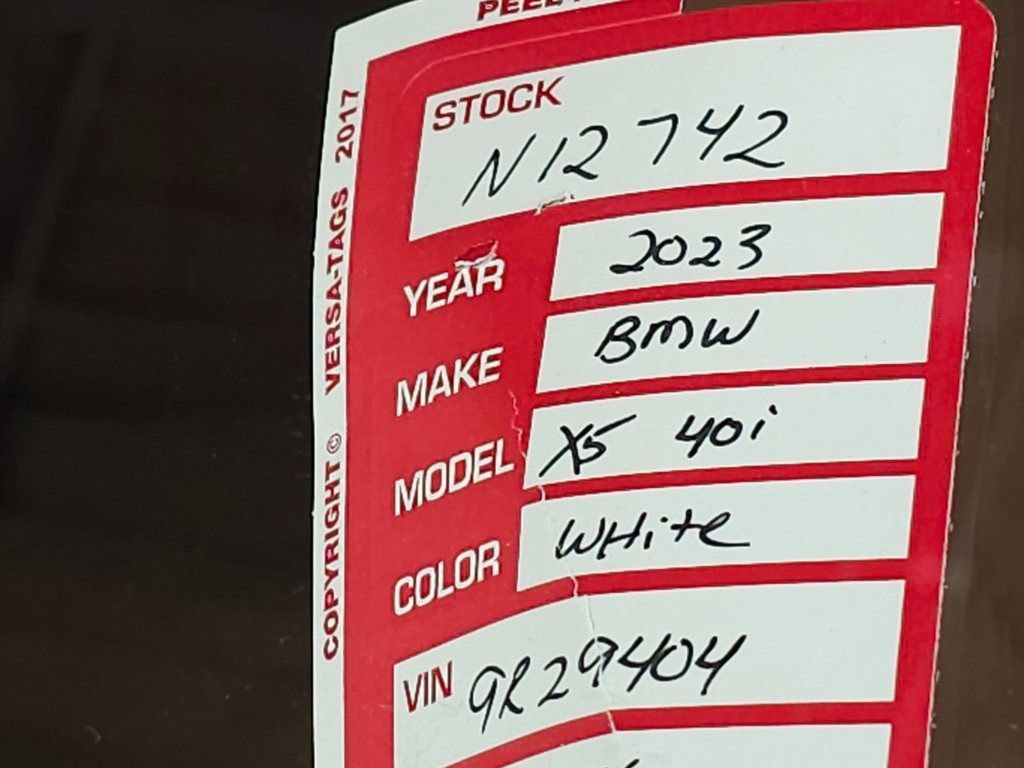 STOCK
N12742
YEAR 2023
MAKE BMW
MODEL X5 40i
COLOR WHite
VIN 9R29404
COPYRIGHT © VERSA-TAGS 2017